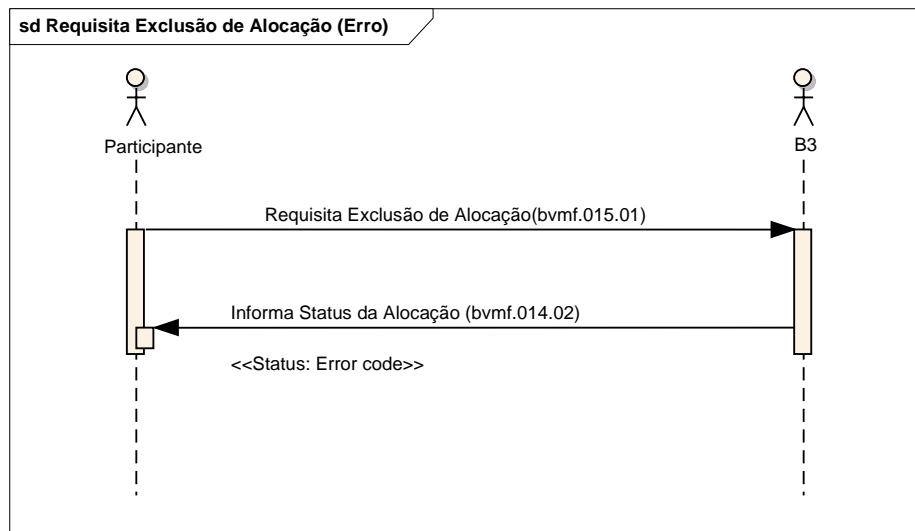 sd Requisita Exclusão de Alocação (Erro)
Participante
B3
Requisita Exclusão de Alocação(bvmf.015.01)
Informa Status da Alocação (bvmf.014.02)
<<Status: Error code>>